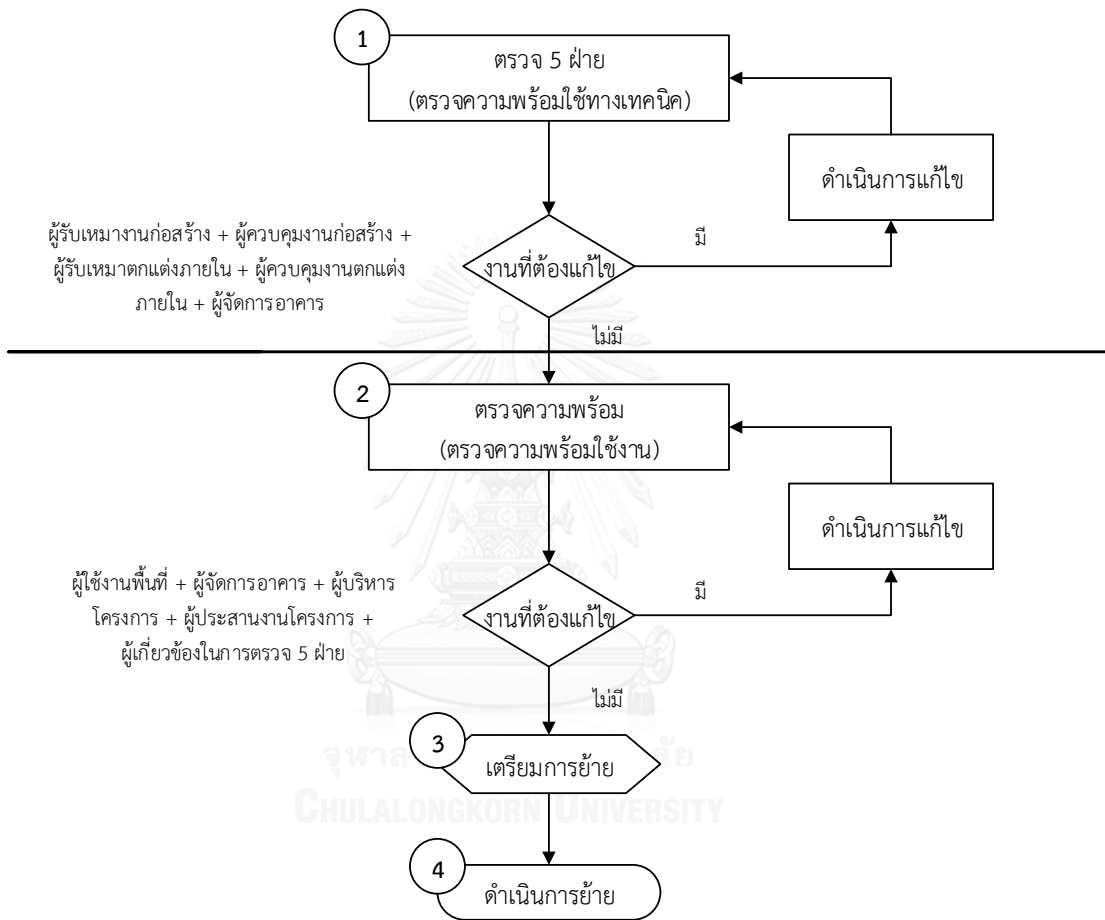 1
ตรวจ 5 ฝ่าย
(ตรวจความพร้อมใช้ทางเทคนิค)
ดำเนินการแก้ไข
ผู้รับเหมางานก่อสร้าง + ผู้ควบคุมงานก่อสร้าง +
ผู้รับเหมาตกแต่งภายใน + ผู้ควบคุมงานตกแต่ง
ภายใน + ผู้จัดการอาคาร
งานที่ต้องแก้ไข
มี
ไม่มี
2
ตรวจความพร้อม
(ตรวจความพร้อมใช้งาน)
ดำเนินการแก้ไข
ผู้ใช้งานพื้นที่ + ผู้จัดการอาคาร + ผู้บริหาร
โครงการ + ผู้ประสานงานโครงการ +
ผู้เกี่ยวข้องในการตรวจ 5 ฝ่าย
งานที่ต้องแก้ไข
มี
ไม่มี
3
เตรียมการย้าย
CHULALONGKORN UNIVERSITY
4
ดำเนินการย้าย